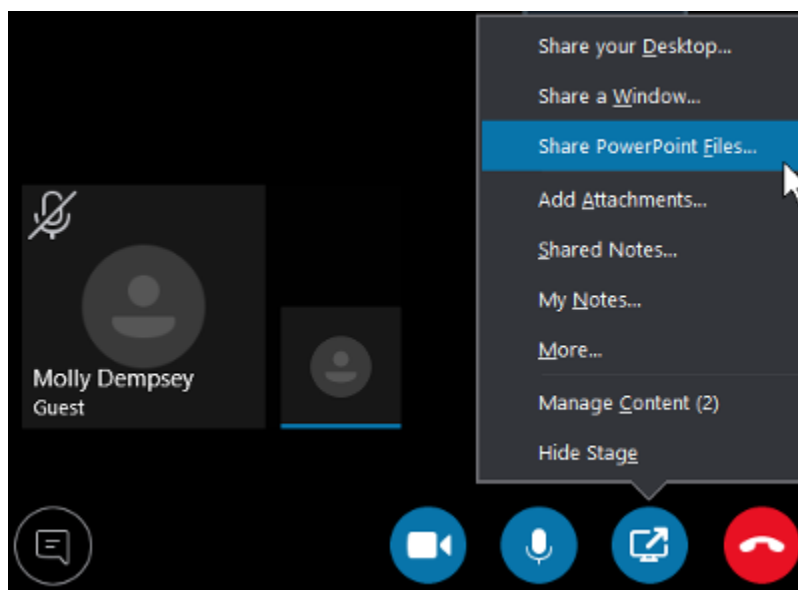 Share your Desktop...
Share a Window...
Share PowerPoint Files...
Add Attachments...
Shared Notes...
My Notes...
More...
Manage Content (2)
Hide Stage
Molly Dempsey
Guest